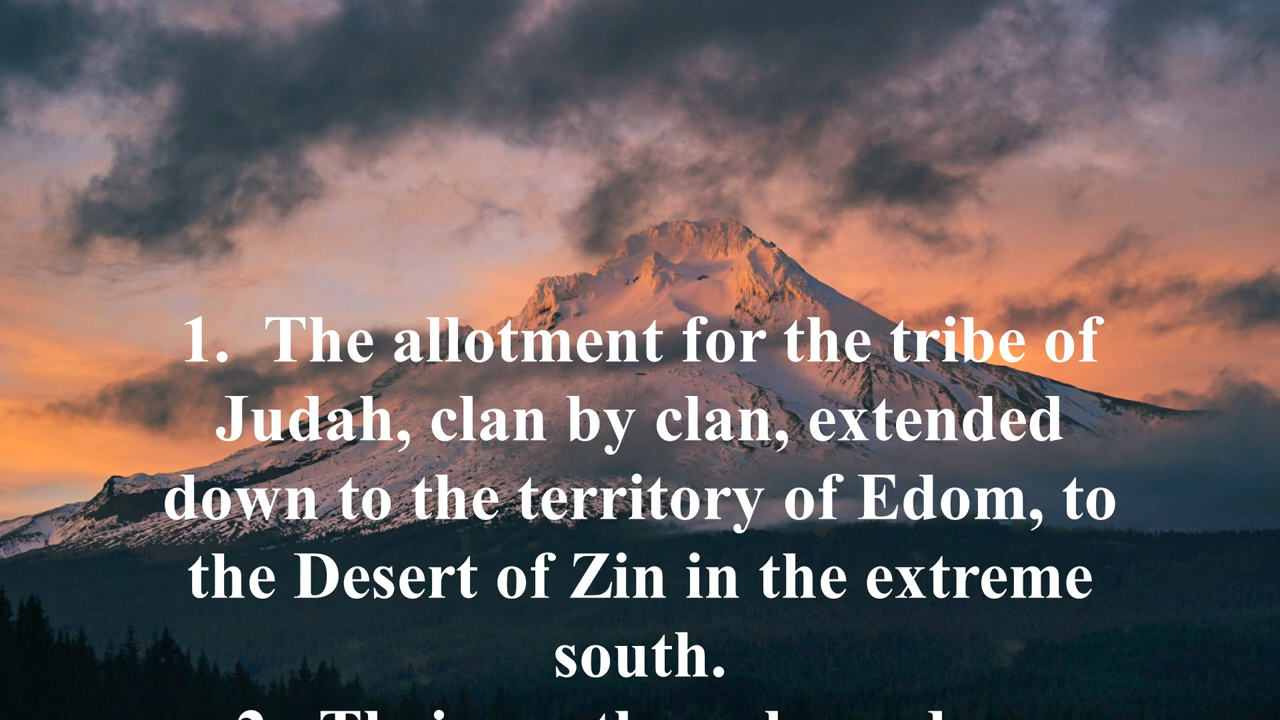 1. The allotment for the tribe of
Judah, clan by clan, extended
down to the territory of Edom, to
the Desert of Zin in the extreme
south.